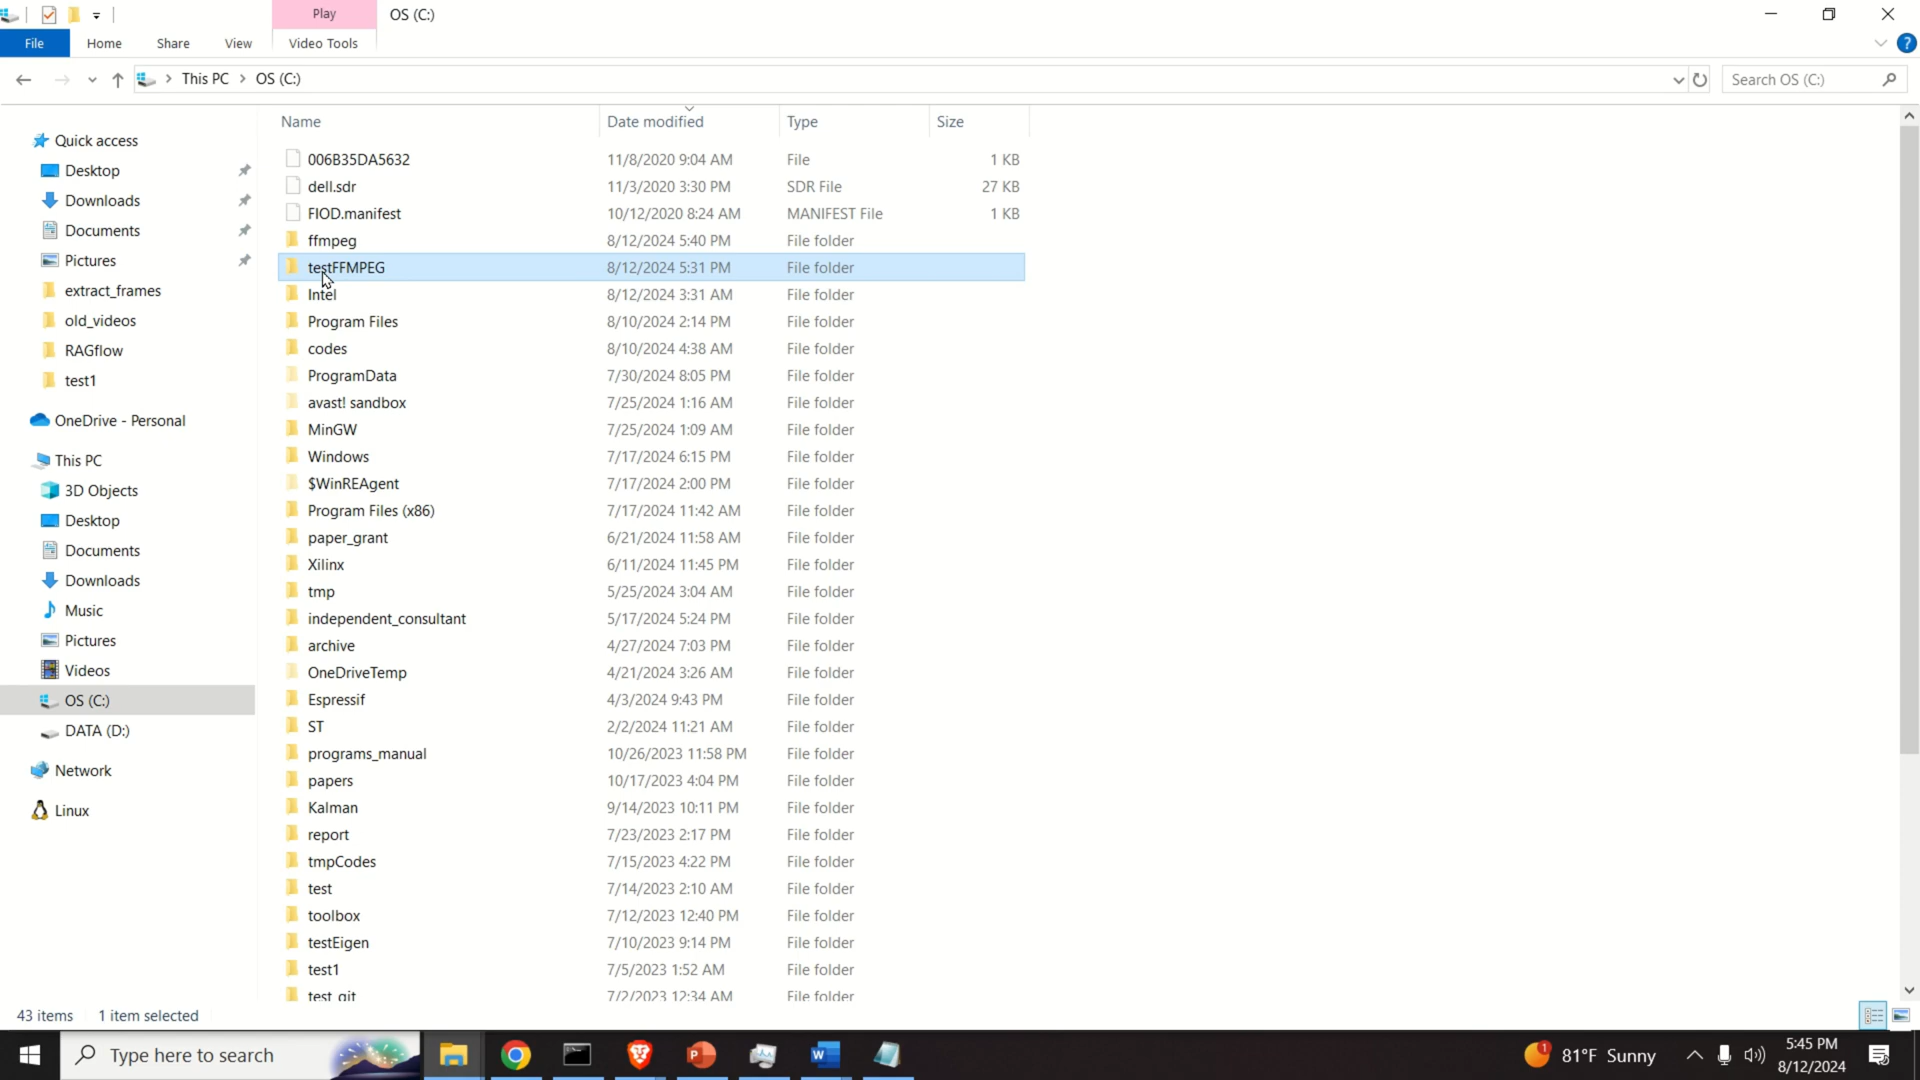 Play
OS (C:)
File
Home
Share
View
Video Tools
?
This PC > OS (C:)
Search OS (C:)
Name
Date modified
Type
Size
Quick access
Desktop
Downloads
Documents
Pictures
extract_frames
old_videos
RAGflow
test1
OneDrive - Personal
This PC
3D Objects
Desktop
Documents
Downloads
Music
Pictures
Videos
OS (C:)
DATA (D:)
Network
Linux
006B35DA5632 11/8/2020 9:04 AM File 1 KB
dell.sdr 11/3/2020 3:30 PM SDR File 27 KB
FIOD.manifest 10/12/2020 8:24 AM MANIFEST File 1 KB
ffmpeg 8/12/2024 5:40 PM File folder
testFFMPEG 8/12/2024 5:31 PM File folder
Intel 8/12/2024 3:31 AM File folder
Program Files 8/10/2024 2:14 PM File folder
codes 8/10/2024 4:38 AM File folder
ProgramData 7/30/2024 8:05 PM File folder
avast! sandbox 7/25/2024 1:16 AM File folder
MinGW 7/25/2024 1:09 AM File folder
Windows 7/17/2024 6:15 PM File folder
$WinREAgent 7/17/2024 2:00 PM File folder
Program Files (x86) 7/17/2024 11:42 AM File folder
paper_grant 6/21/2024 11:58 AM File folder
Xilinx 6/11/2024 11:45 PM File folder
tmp 5/25/2024 3:04 AM File folder
independent_consultant 5/17/2024 5:24 PM File folder
archive 4/27/2024 7:03 PM File folder
OneDriveTemp 4/21/2024 3:26 AM File folder
Espressif 4/3/2024 9:43 PM File folder
ST 2/2/2024 11:21 AM File folder
programs_manual 10/26/2023 11:58 PM File folder
papers 10/17/2023 4:04 PM File folder
Kalman 9/14/2023 10:11 PM File folder
report 7/23/2023 2:17 PM File folder
tmpCodes 7/15/2023 4:22 PM File folder
test 7/14/2023 2:10 AM File folder
toolbox 7/12/2023 12:40 PM File folder
testEigen 7/10/2023 9:14 PM File folder
test1 7/5/2023 1:52 AM File folder
test_git 7/2/2023 12:34 AM File folder
43 items 1 item selected
Type here to search
1
81°F Sunny
5:45 PM
8/12/2024